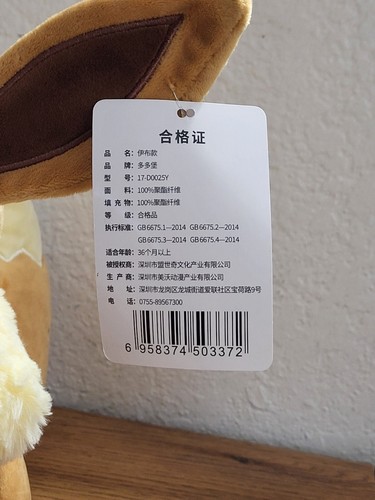 合格证
品 名：伊布款
品 牌：多多堡
型 号：17-D0025Y
面 料：100%聚酯纤维
填 充 物：100%聚酯纤维
等 级：合格品
执行标准：GB6675.1—2014 GB6675.2—2014
GB6675.3—2014 GB6675.4—2014
适合年龄：36个月以上
被授权商：深圳市盟世奇文化产业有限公司
生 产 商：深圳市美沃动漫产业有限公司
地 址：深圳市龙岗区龙城街道爱联社区宝荷路9号
电 话：0755-89567300
6 958374 503372